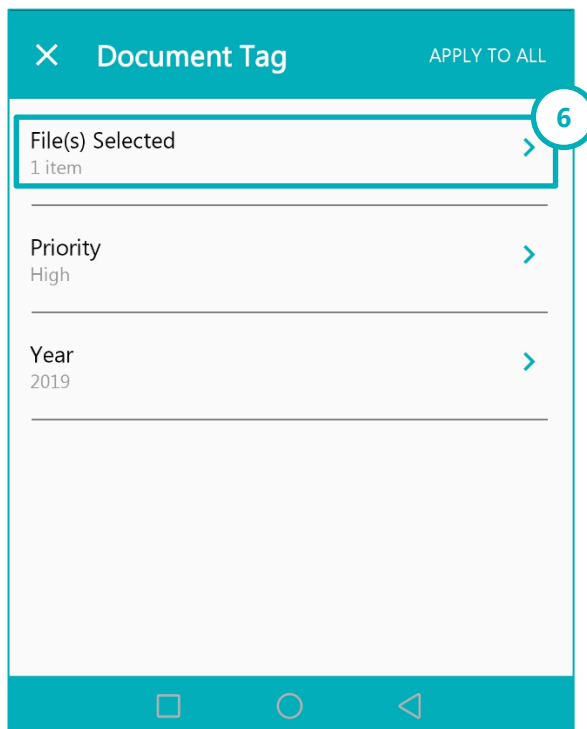 Document Tag
APPLY TO ALL
6
File(s) Selected
1 item
Priority
High
Year
2019